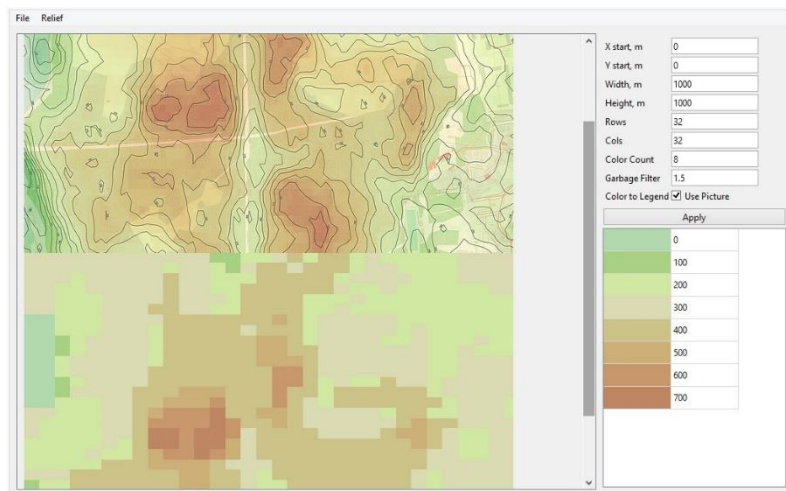 File Relief
X start, m 0
Y start, m 0
Width, m 1000
Height, m 1000
Rows 32
Cols 32
Color Count 8
Garbage Filter 1.5
Color to Legend Use Picture
Apply
0
100
200
300
400
500
600
700